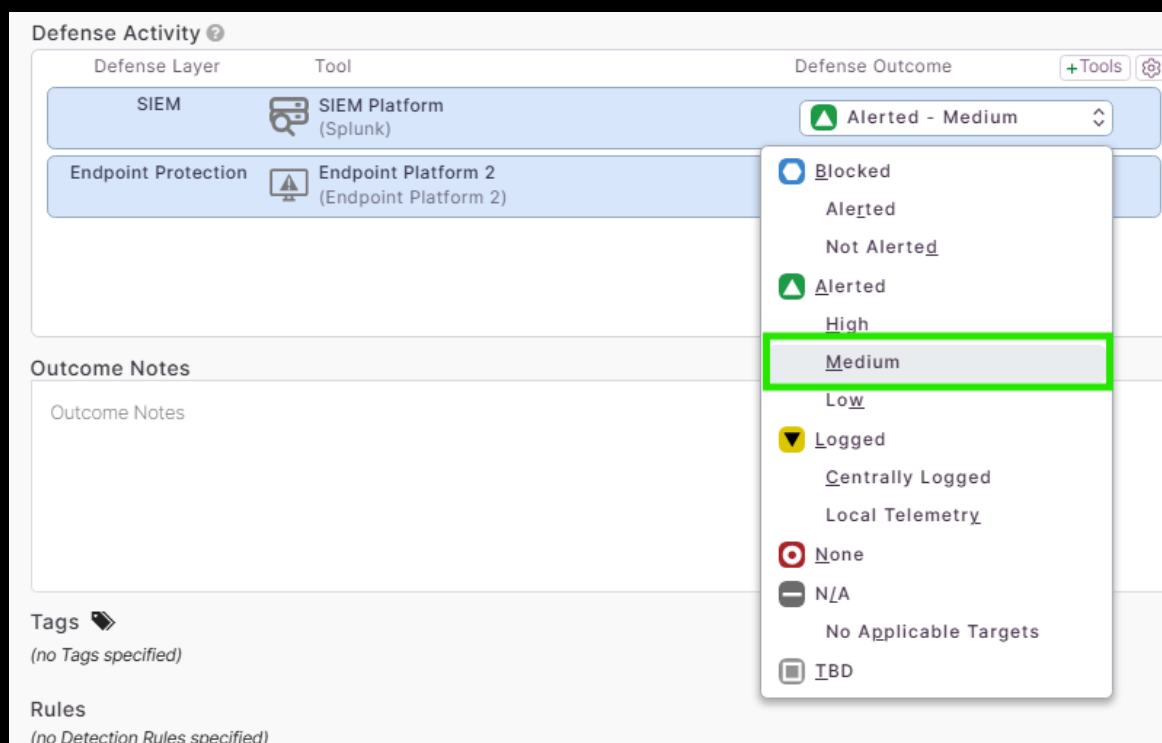 Defense Activity ?
Defense Layer Tool Defense Outcome +Tools
SIEM SIEM Platform
(Splunk) Alerted - Medium
Endpoint Protection Endpoint Platform 2
(Endpoint Platform 2)
Blocked
Alerted
Not Alerted
Alerted
High
Medium
Low
Logged
Centrally Logged
Local Telemetry
None
N/A
No Applicable Targets
TBD
Outcome Notes
Outcome Notes
Tags
(no Tags specified)
Rules
(no Detection Rules specified)